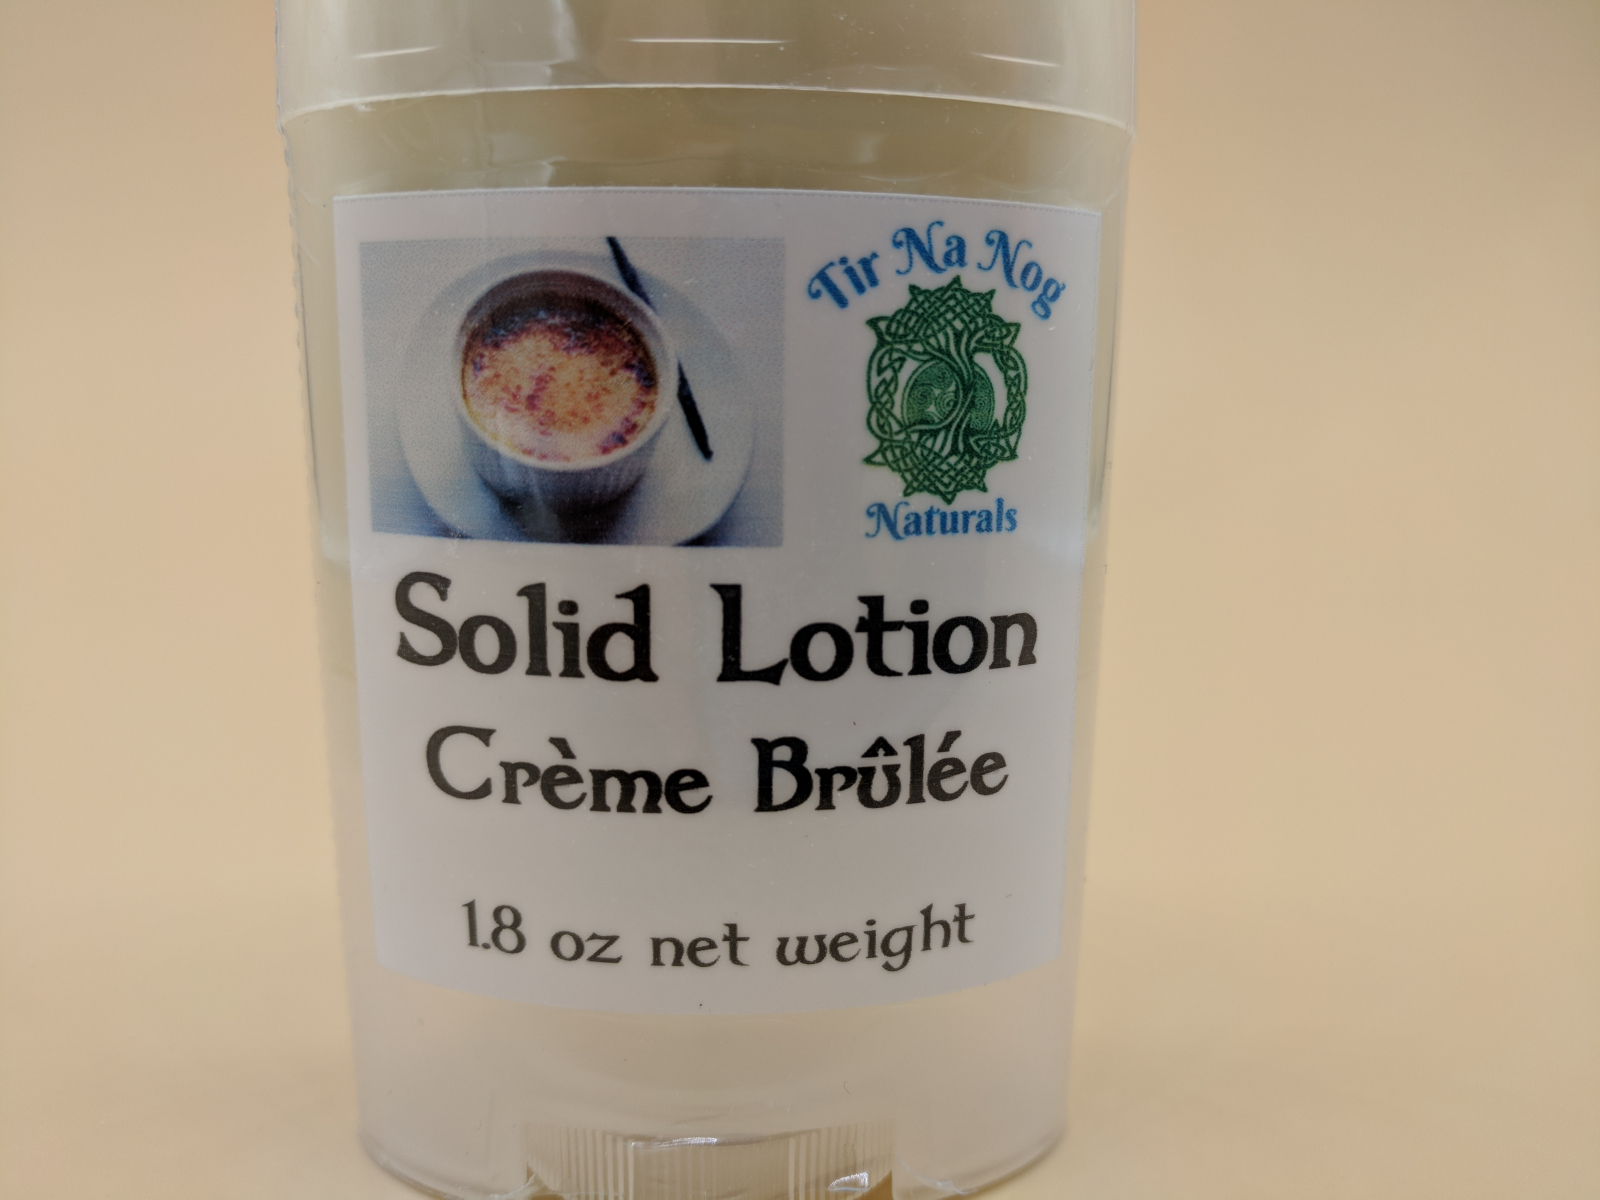 Tir Na Nog
Naturals
Solid Lotion
Crème Brûlée
1.8 oz net weight